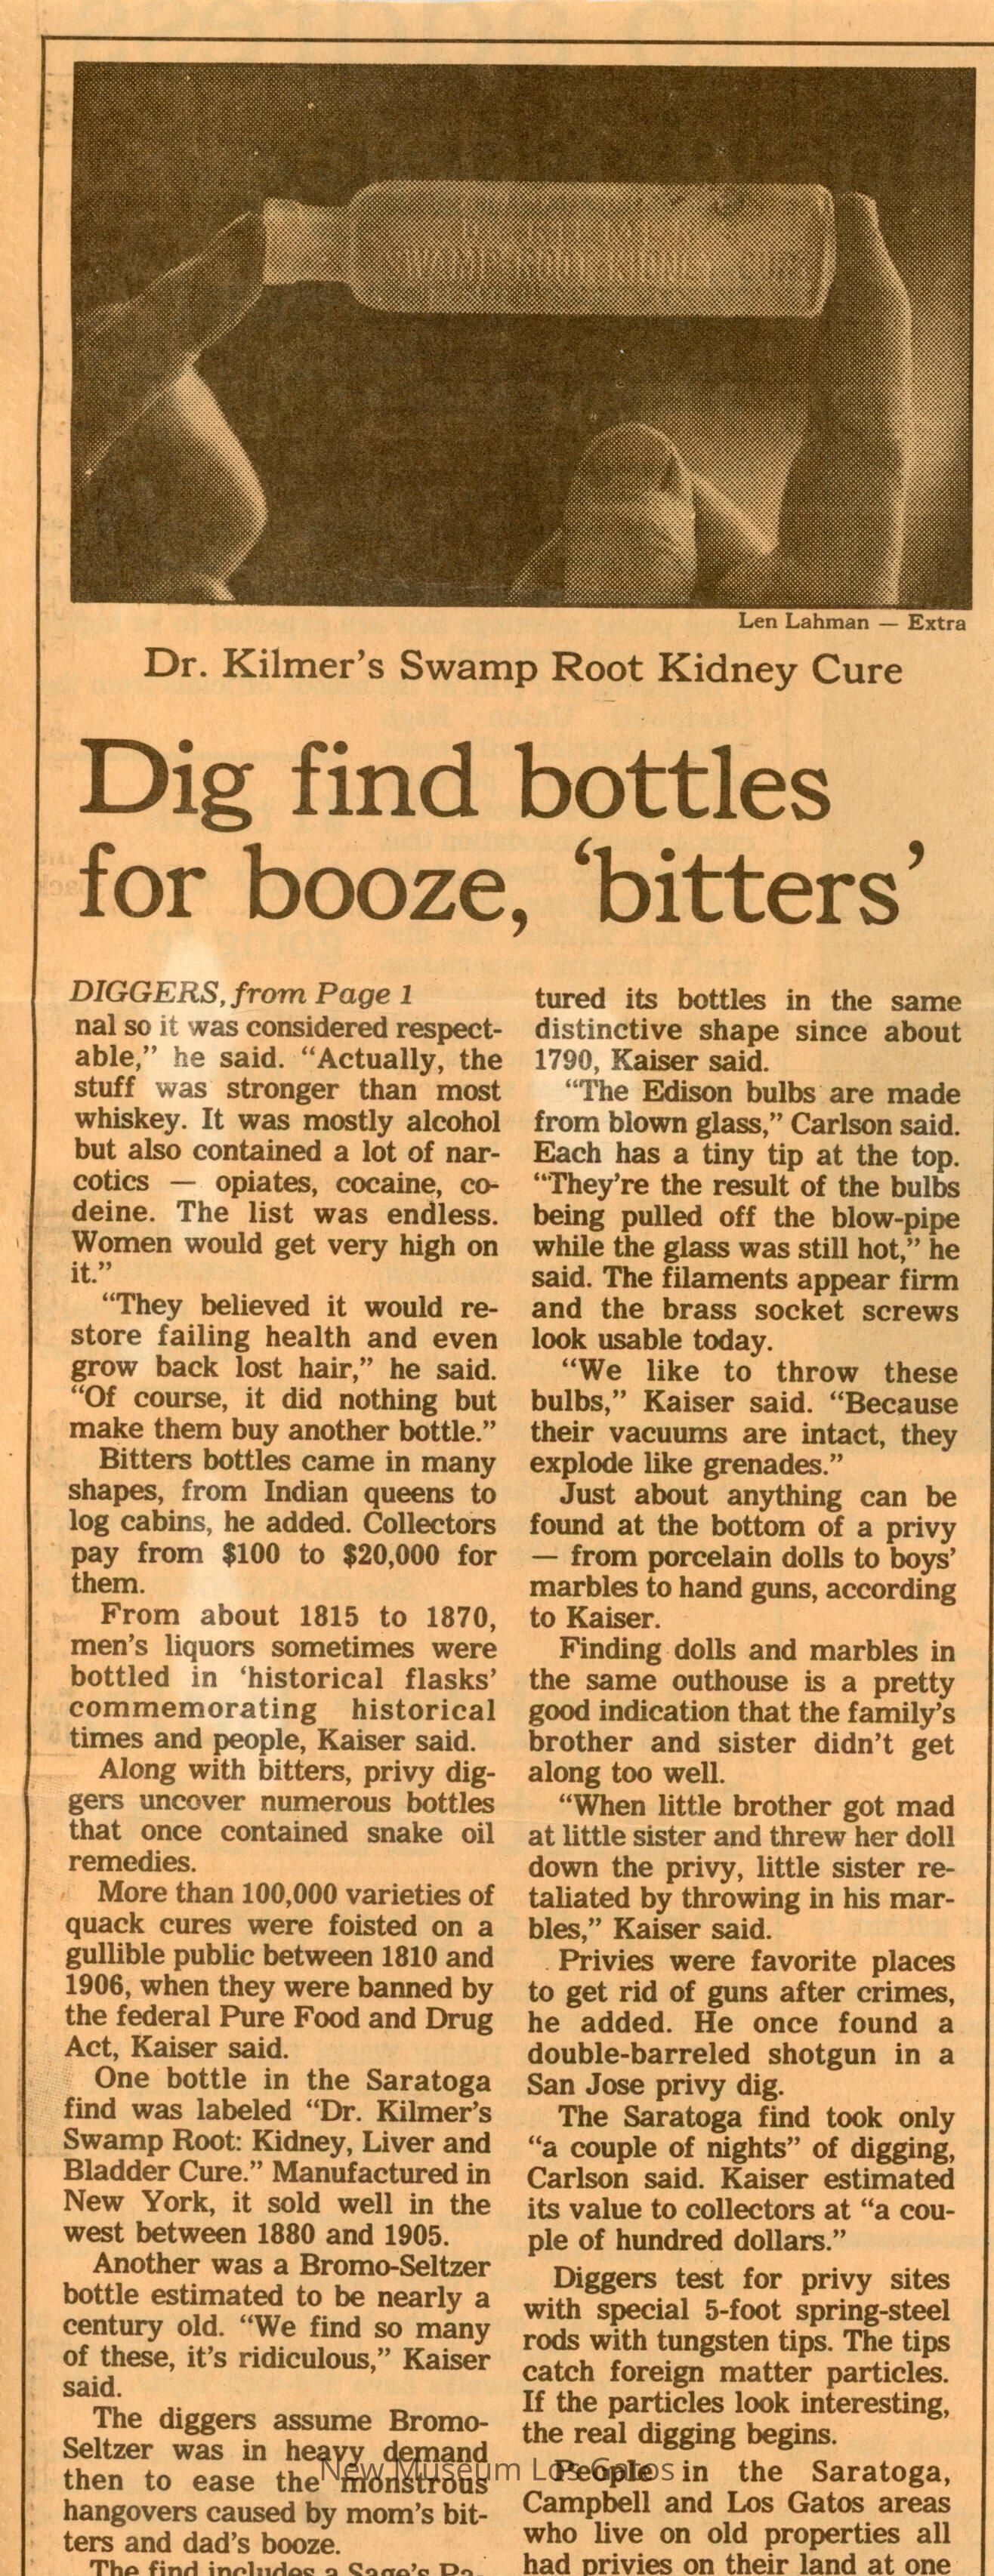 Len Lahman — Extra
Dr. Kilmer's Swamp Root Kidney Cure
Dig find bottles
for booze, 'bitters'
DIGGERS, from Page 1
nal so it was considered respect-
able," he said. "Actually, the
stuff was stronger than most
whiskey. It was mostly alcohol
but also contained a lot of nar-
cotics — opiates, cocaine, co-
deine. The list was endless.
Women would get very high on
it."
"They believed it would re-
store failing health and even
grow back lost hair," he said.
"Of course, it did nothing but
make them buy another bottle."
Bitters bottles came in many
shapes, from Indian queens to
log cabins, he added. Collectors
pay from $100 to $20,000 for
them.
From about 1815 to 1870,
men's liquors sometimes were
bottled in 'historical flasks'
commemorating historical
times and people, Kaiser said.
Along with bitters, privy dig-
gers uncover numerous bottles
that once contained snake oil
remedies.
More than 100,000 varieties of
quack cures were foisted on a
gullible public between 1810 and
1906, when they were banned by
the federal Pure Food and Drug
Act, Kaiser said.
One bottle in the Saratoga
find was labeled "Dr. Kilmer's
Swamp Root: Kidney, Liver and
Bladder Cure." Manufactured in
New York, it sold well in the
west between 1880 and 1905.
Another was a Bromo-Seltzer
bottle estimated to be nearly a
century old. "We find so many
of these, it's ridiculous," Kaiser
said.
The diggers assume Bromo-
Seltzer was in heavy demand
then to ease the monstrous
hangovers caused by mom's bit-
ters and dad's booze.
The find includes a Sage's Pa-
tured its bottles in the same
distinctive shape since about
1790, Kaiser said.
"The Edison bulbs are made
from blown glass," Carlson said.
Each has a tiny tip at the top.
"They're the result of the bulbs
being pulled off the blow-pipe
while the glass was still hot," he
said. The filaments appear firm
and the brass socket screws
look usable today.
"We like to throw these
bulbs," Kaiser said. "Because
their vacuums are intact, they
explode like grenades."
Just about anything can be
found at the bottom of a privy
— from porcelain dolls to boys'
marbles to hand guns, according
to Kaiser.
Finding dolls and marbles in
the same outhouse is a pretty
good indication that the family's
brother and sister didn't get
along too well.
"When little brother got mad
at little sister and threw her doll
down the privy, little sister re-
taliated by throwing in his mar-
bles," Kaiser said.
Privies were favorite places
to get rid of guns after crimes,
he added. He once found a
double-barreled shotgun in a
San Jose privy dig.
The Saratoga find took only
"a couple of nights" of digging,
Carlson said. Kaiser estimated
its value to collectors at "a cou-
ple of hundred dollars."
Diggers test for privy sites
with special 5-foot spring-steel
rods with tungsten tips. The tips
catch foreign matter particles.
If the particles look interesting,
the real digging begins.
People in the Saratoga,
Campbell and Los Gatos areas
who live on old properties all
had privies on their land at one
New Museum Los Gatos